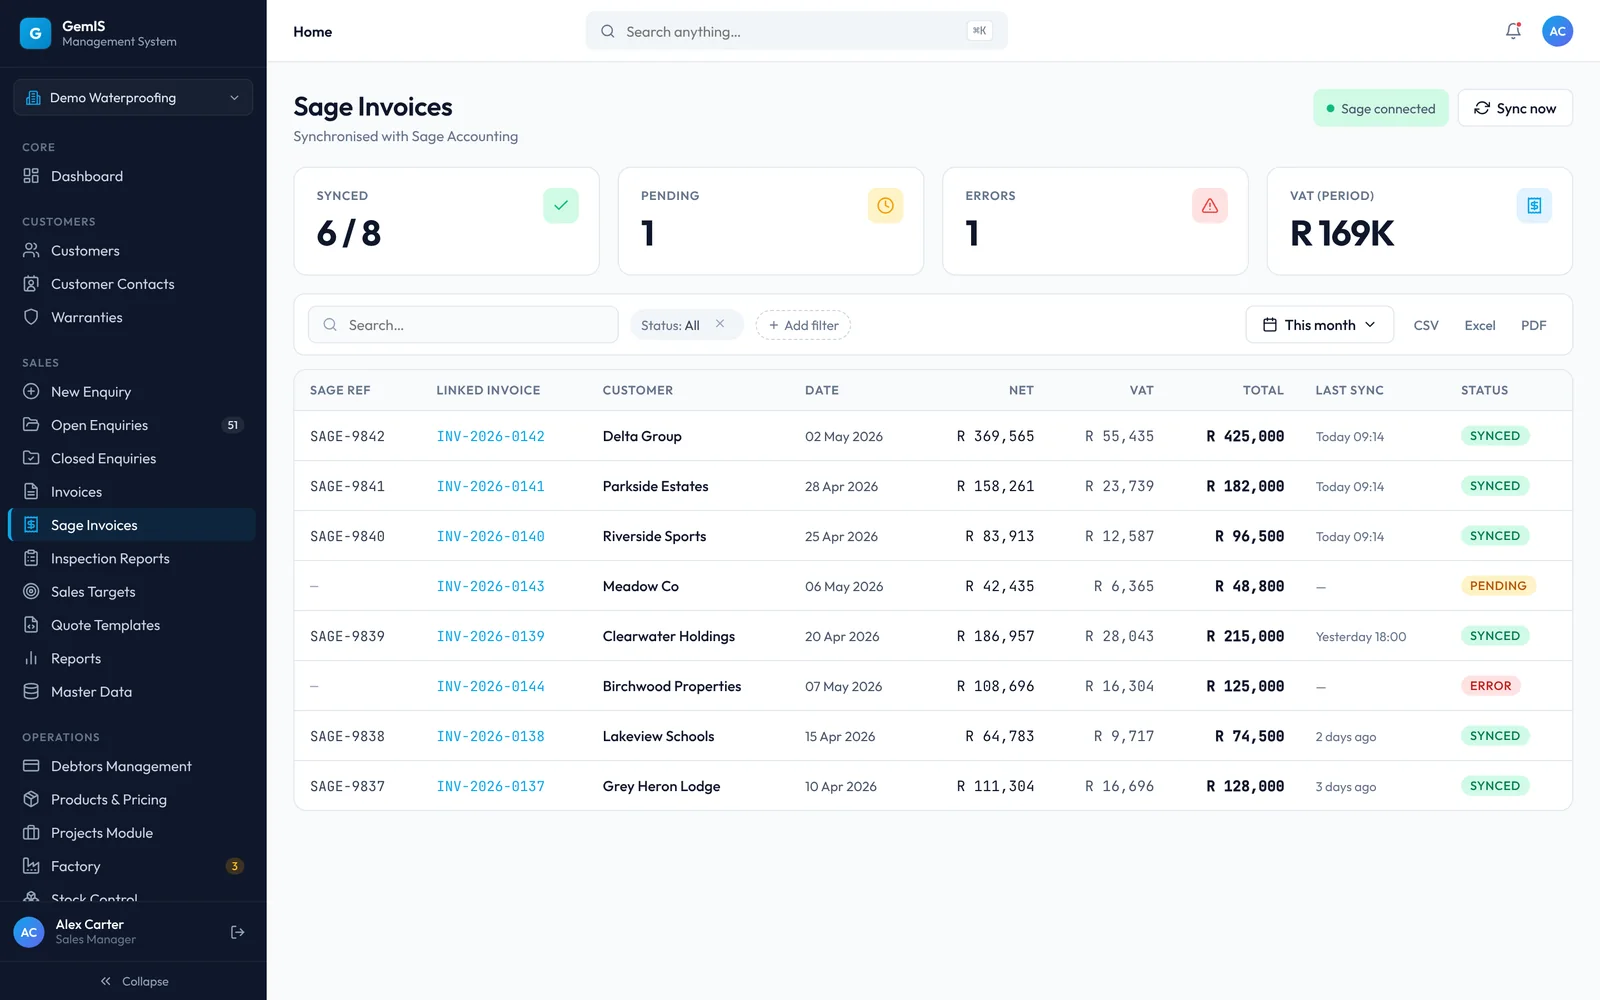 G
GemIS
Management System
Demo Waterproofing
CORE
Dashboard
CUSTOMERS
Customers
Customer Contacts
Warranties
SALES
New Enquiry
Open Enquiries 51
Closed Enquiries
Invoices
Sage Invoices
Inspection Reports
Sales Targets
Quote Templates
Reports
Master Data
OPERATIONS
Debtors Management
Products & Pricing
Projects Module
Factory 3
Stock Control
AC
Alex Carter
Sales Manager
Collapse
Home
Search anything... ⌘K
AC
Sage Invoices
Synchronised with Sage Accounting
Sage connected
Sync now
SYNCED
6 / 8
PENDING
1
ERRORS
1
VAT (PERIOD)
R 169K
Search...
Status: All ×
+ Add filter
This month
CSV Excel PDF
SAGE REF LINKED INVOICE CUSTOMER DATE NET VAT TOTAL LAST SYNC STATUS
SAGE-9842 INV-2026-0142 Delta Group 02 May 2026 R 369,565 R 55,435 R 425,000 Today 09:14 SYNCED
SAGE-9841 INV-2026-0141 Parkside Estates 28 Apr 2026 R 158,261 R 23,739 R 182,000 Today 09:14 SYNCED
SAGE-9840 INV-2026-0140 Riverside Sports 25 Apr 2026 R 83,913 R 12,587 R 96,500 Today 09:14 SYNCED
— INV-2026-0143 Meadow Co 06 May 2026 R 42,435 R 6,365 R 48,800 — PENDING
SAGE-9839 INV-2026-0139 Clearwater Holdings 20 Apr 2026 R 186,957 R 28,043 R 215,000 Yesterday 18:00 SYNCED
— INV-2026-0144 Birchwood Properties 07 May 2026 R 108,696 R 16,304 R 125,000 — ERROR
SAGE-9838 INV-2026-0138 Lakeview Schools 15 Apr 2026 R 64,783 R 9,717 R 74,500 2 days ago SYNCED
SAGE-9837 INV-2026-0137 Grey Heron Lodge 10 Apr 2026 R 111,304 R 16,696 R 128,000 3 days ago SYNCED